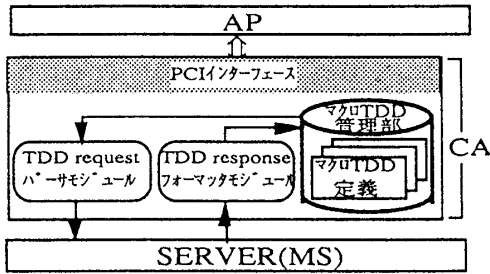 AP
PCIインターフェース
マクロTDD
管理部
TDD request
パーサモジュール
TDD response
フォーマッタモジュール
マクロTDD
定義
CA
SERVER(MS)